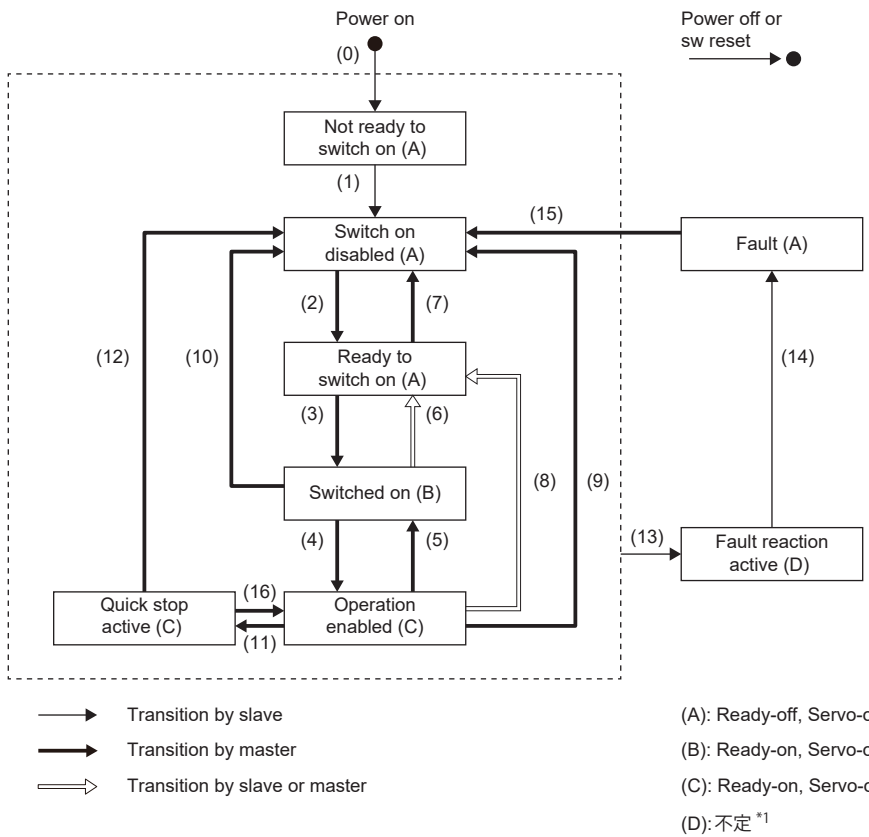 Power on
(0)
Power off or
sw reset
Not ready to
switch on (A)
(1)
(15)
Switch on
disabled (A)
Fault (A)
(2)
(7)
(12)
(10)
(14)
Ready to
switch on (A)
(3)
(6)
(8)
(9)
Switched on (B)
(4)
(5)
(13)
Fault reaction
active (D)
(16)
Quick stop
active (C)
Operation
enabled (C)
(11)
Transition by slave
Transition by master
Transition by slave or master
(A): Ready-off, Servo-o
(B): Ready-on, Servo-o
(C): Ready-on, Servo-o
(D): 不定 *1